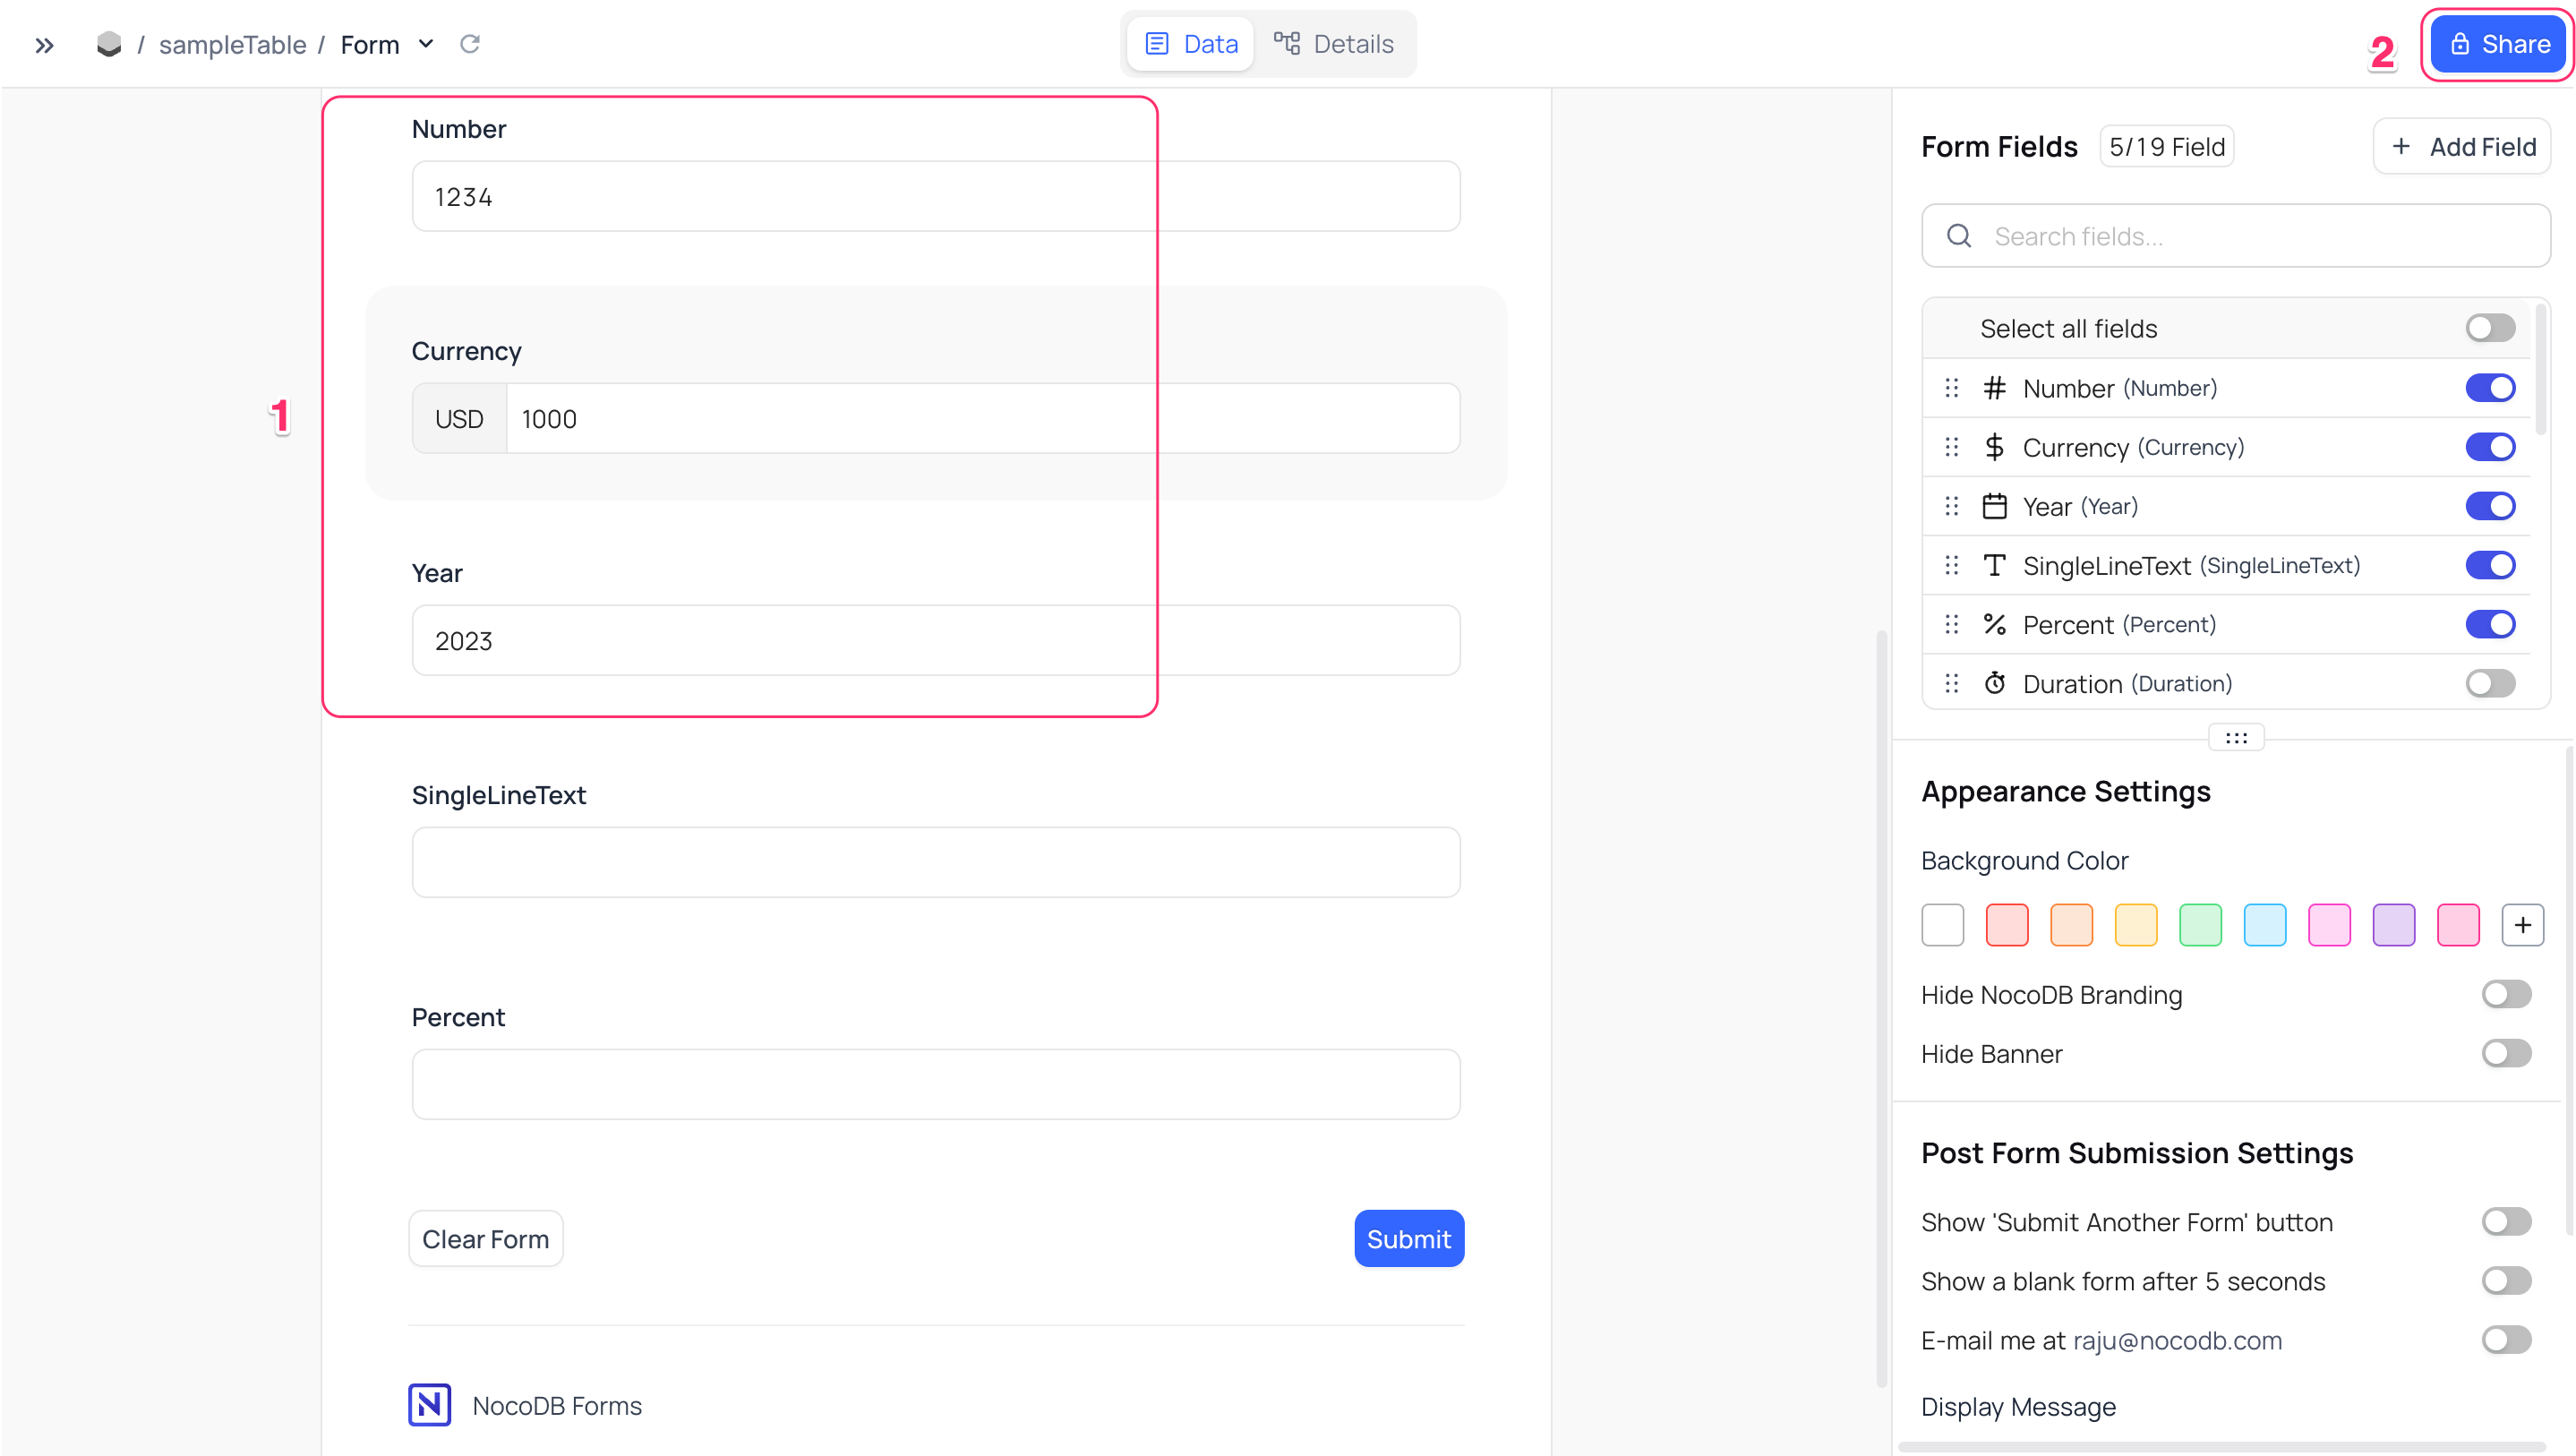 / sampleTable / Form
Data
Details
2
Share
1
Number
1234
Currency
USD
1000
Year
2023
SingleLineText
Percent
Clear Form
Submit
NocoDB Forms
Form Fields
5/19 Field
+ Add Field
Search fields...
Select all fields
Number (Number)
Currency (Currency)
Year (Year)
SingleLineText (SingleLineText)
Percent (Percent)
Duration (Duration)
Appearance Settings
Background Color
Hide NocoDB Branding
Hide Banner
Post Form Submission Settings
Show 'Submit Another Form' button
Show a blank form after 5 seconds
E-mail me at raju@nocodb.com
Display Message